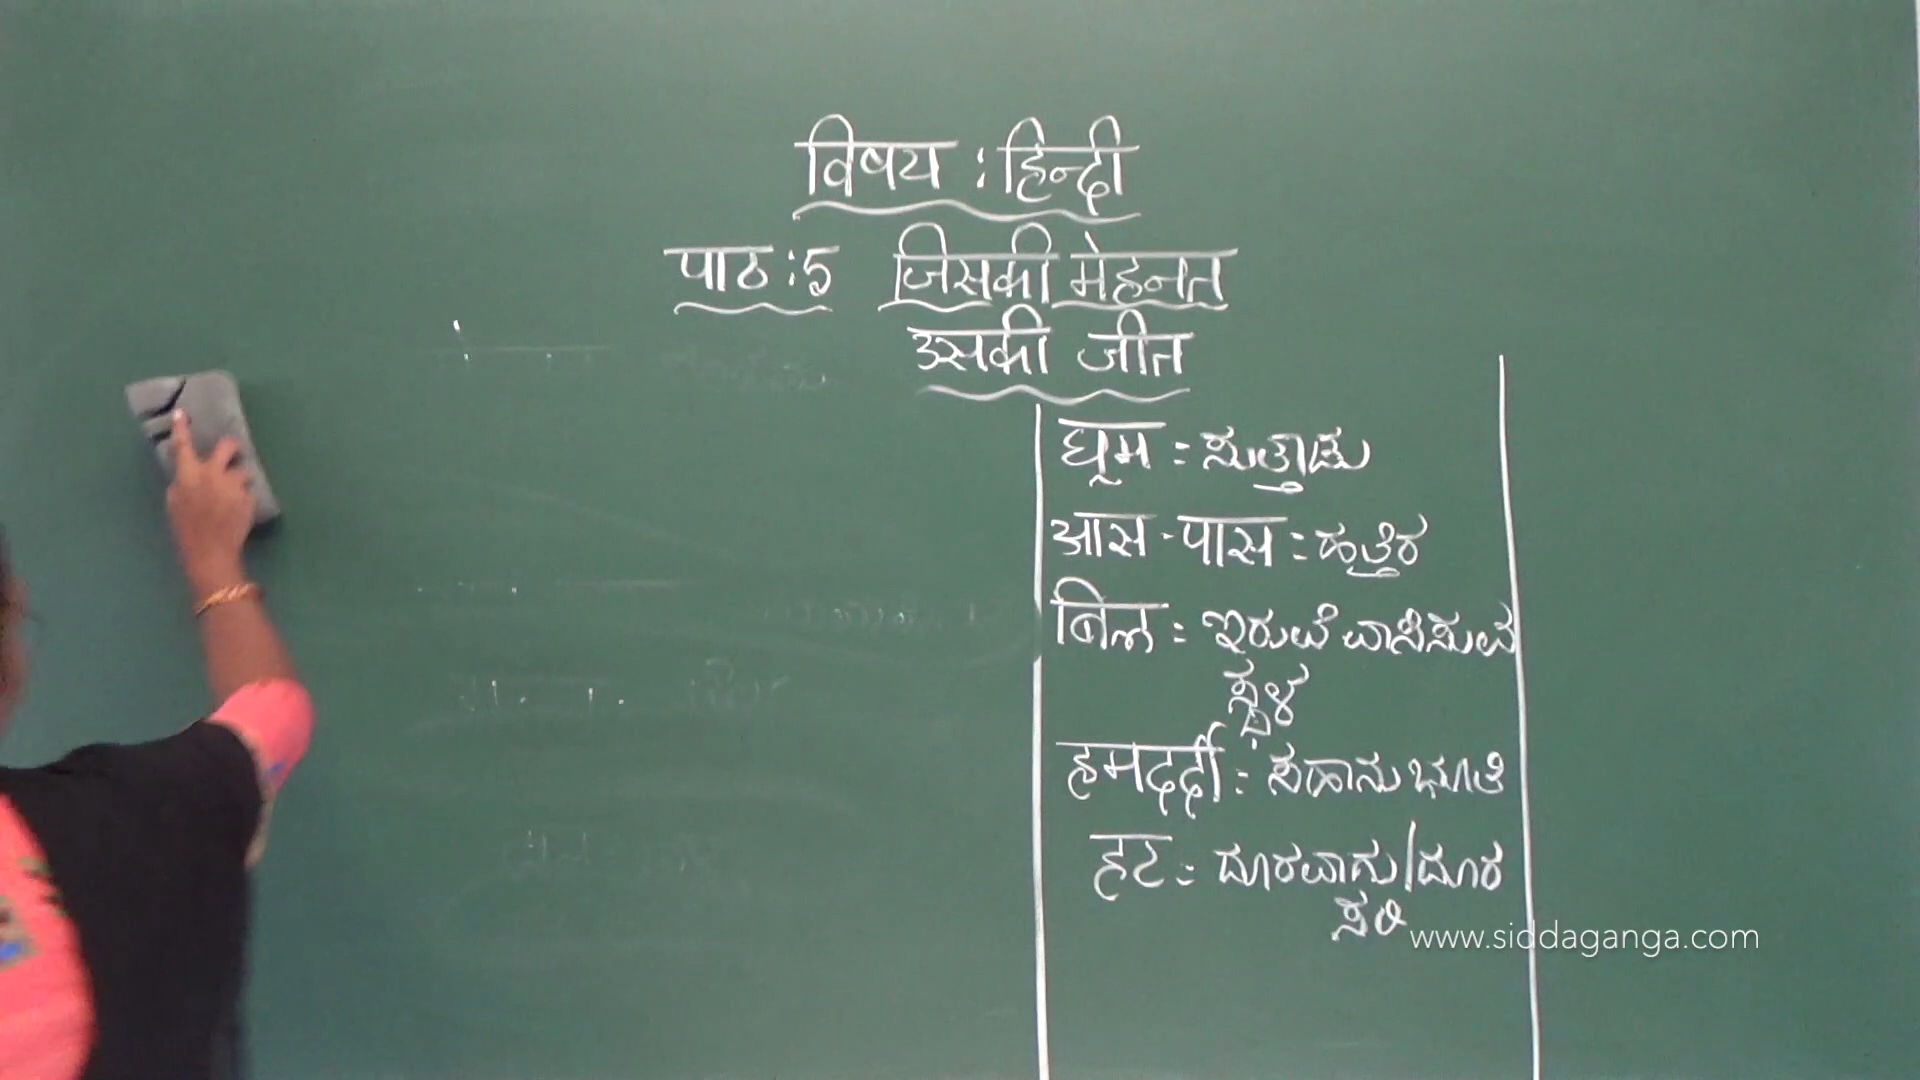 विषय : हिन्दी
पाठ : 5 जिसकी मेहनत
उसकी जीत
घूम = ಸುತ್ತಾಡು
आस - पास = ಹತ್ತಿರ
बिल = ಇರುವೆ ವಾಸಿಸುವ
ಸ್ಥಳ
हमदर्दी = ಸಹಾನುಭೂತಿ
हट = ದೂರವಾಗು/ದೂರ
ಸರಿ
www.siddaganga.com